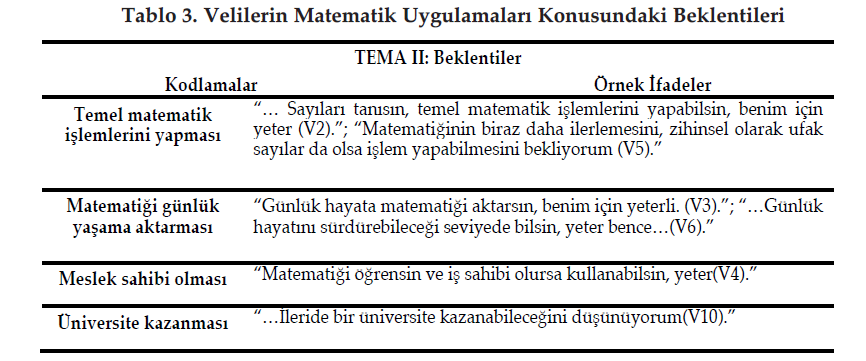 Tablo 3. Velilerin Matematik Uygulamaları Konusundaki Beklentileri
TEMA II: Beklentiler
Kodlamalar Örnek İfadeler
Temel matematik işlemlerini yapması
“… Sayıları tanısın, temel matematik işlemlerini yapabilsin, benim için
yeter (V2).”; “Matematiğinin biraz daha ilerlemesini, zihinsel olarak ufak
sayılar da olsa işlem yapabilmesini bekliyorum (V5).”
Matematiği günlük yaşama aktarması
“Günlük hayata matematiği aktarsın, benim için yeterli. (V3).”; “…Günlük
hayatını sürdürebileceği seviyede bilsin, yeter bence…(V6).”
Meslek sahibi olması
“Matematiği öğrensin ve iş sahibi olursa kullanabilsin, yeter(V4).”
Üniversite kazanması
“…İleride bir üniversite kazanabileceğini düşünüyorum(V10).”